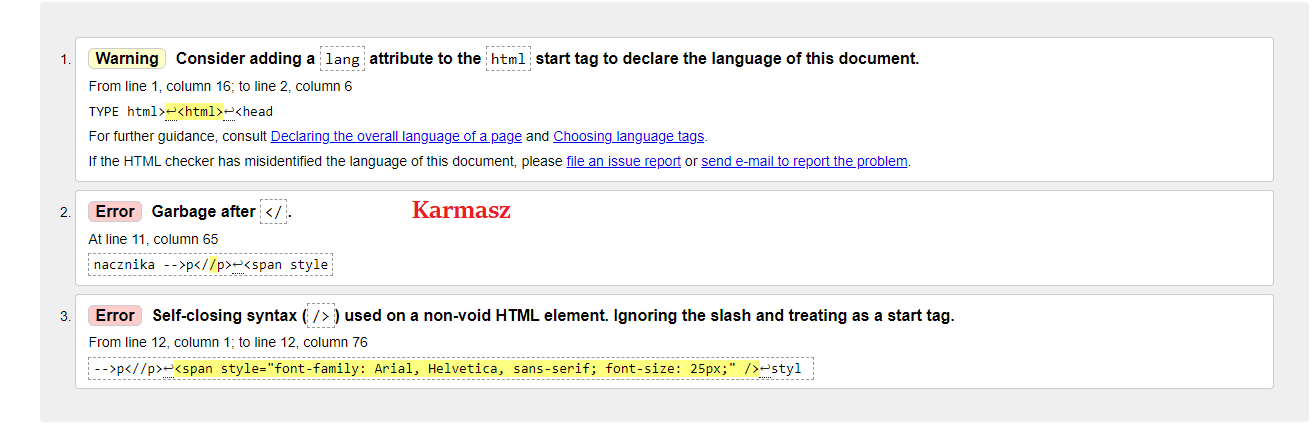 1. Warning Consider adding a lang attribute to the html start tag to declare the language of this document.
From line 1, column 16; to line 2, column 6
TYPE html>↩<html>↩<head
For further guidance, consult Declaring the overall language of a page and Choosing language tags.
If the HTML checker has misidentified the language of this document, please file an issue report or send e-mail to report the problem.
2. Error Garbage after </. Karmasz
At line 11, column 65
nacznika -->p<//p>↩<span style
3. Error Self-closing syntax (/>) used on a non-void HTML element. Ignoring the slash and treating as a start tag.
From line 12, column 1; to line 12, column 76
-->p<//p>↩<span style="font-family: Arial, Helvetica, sans-serif; font-size: 25px;" />↩styl